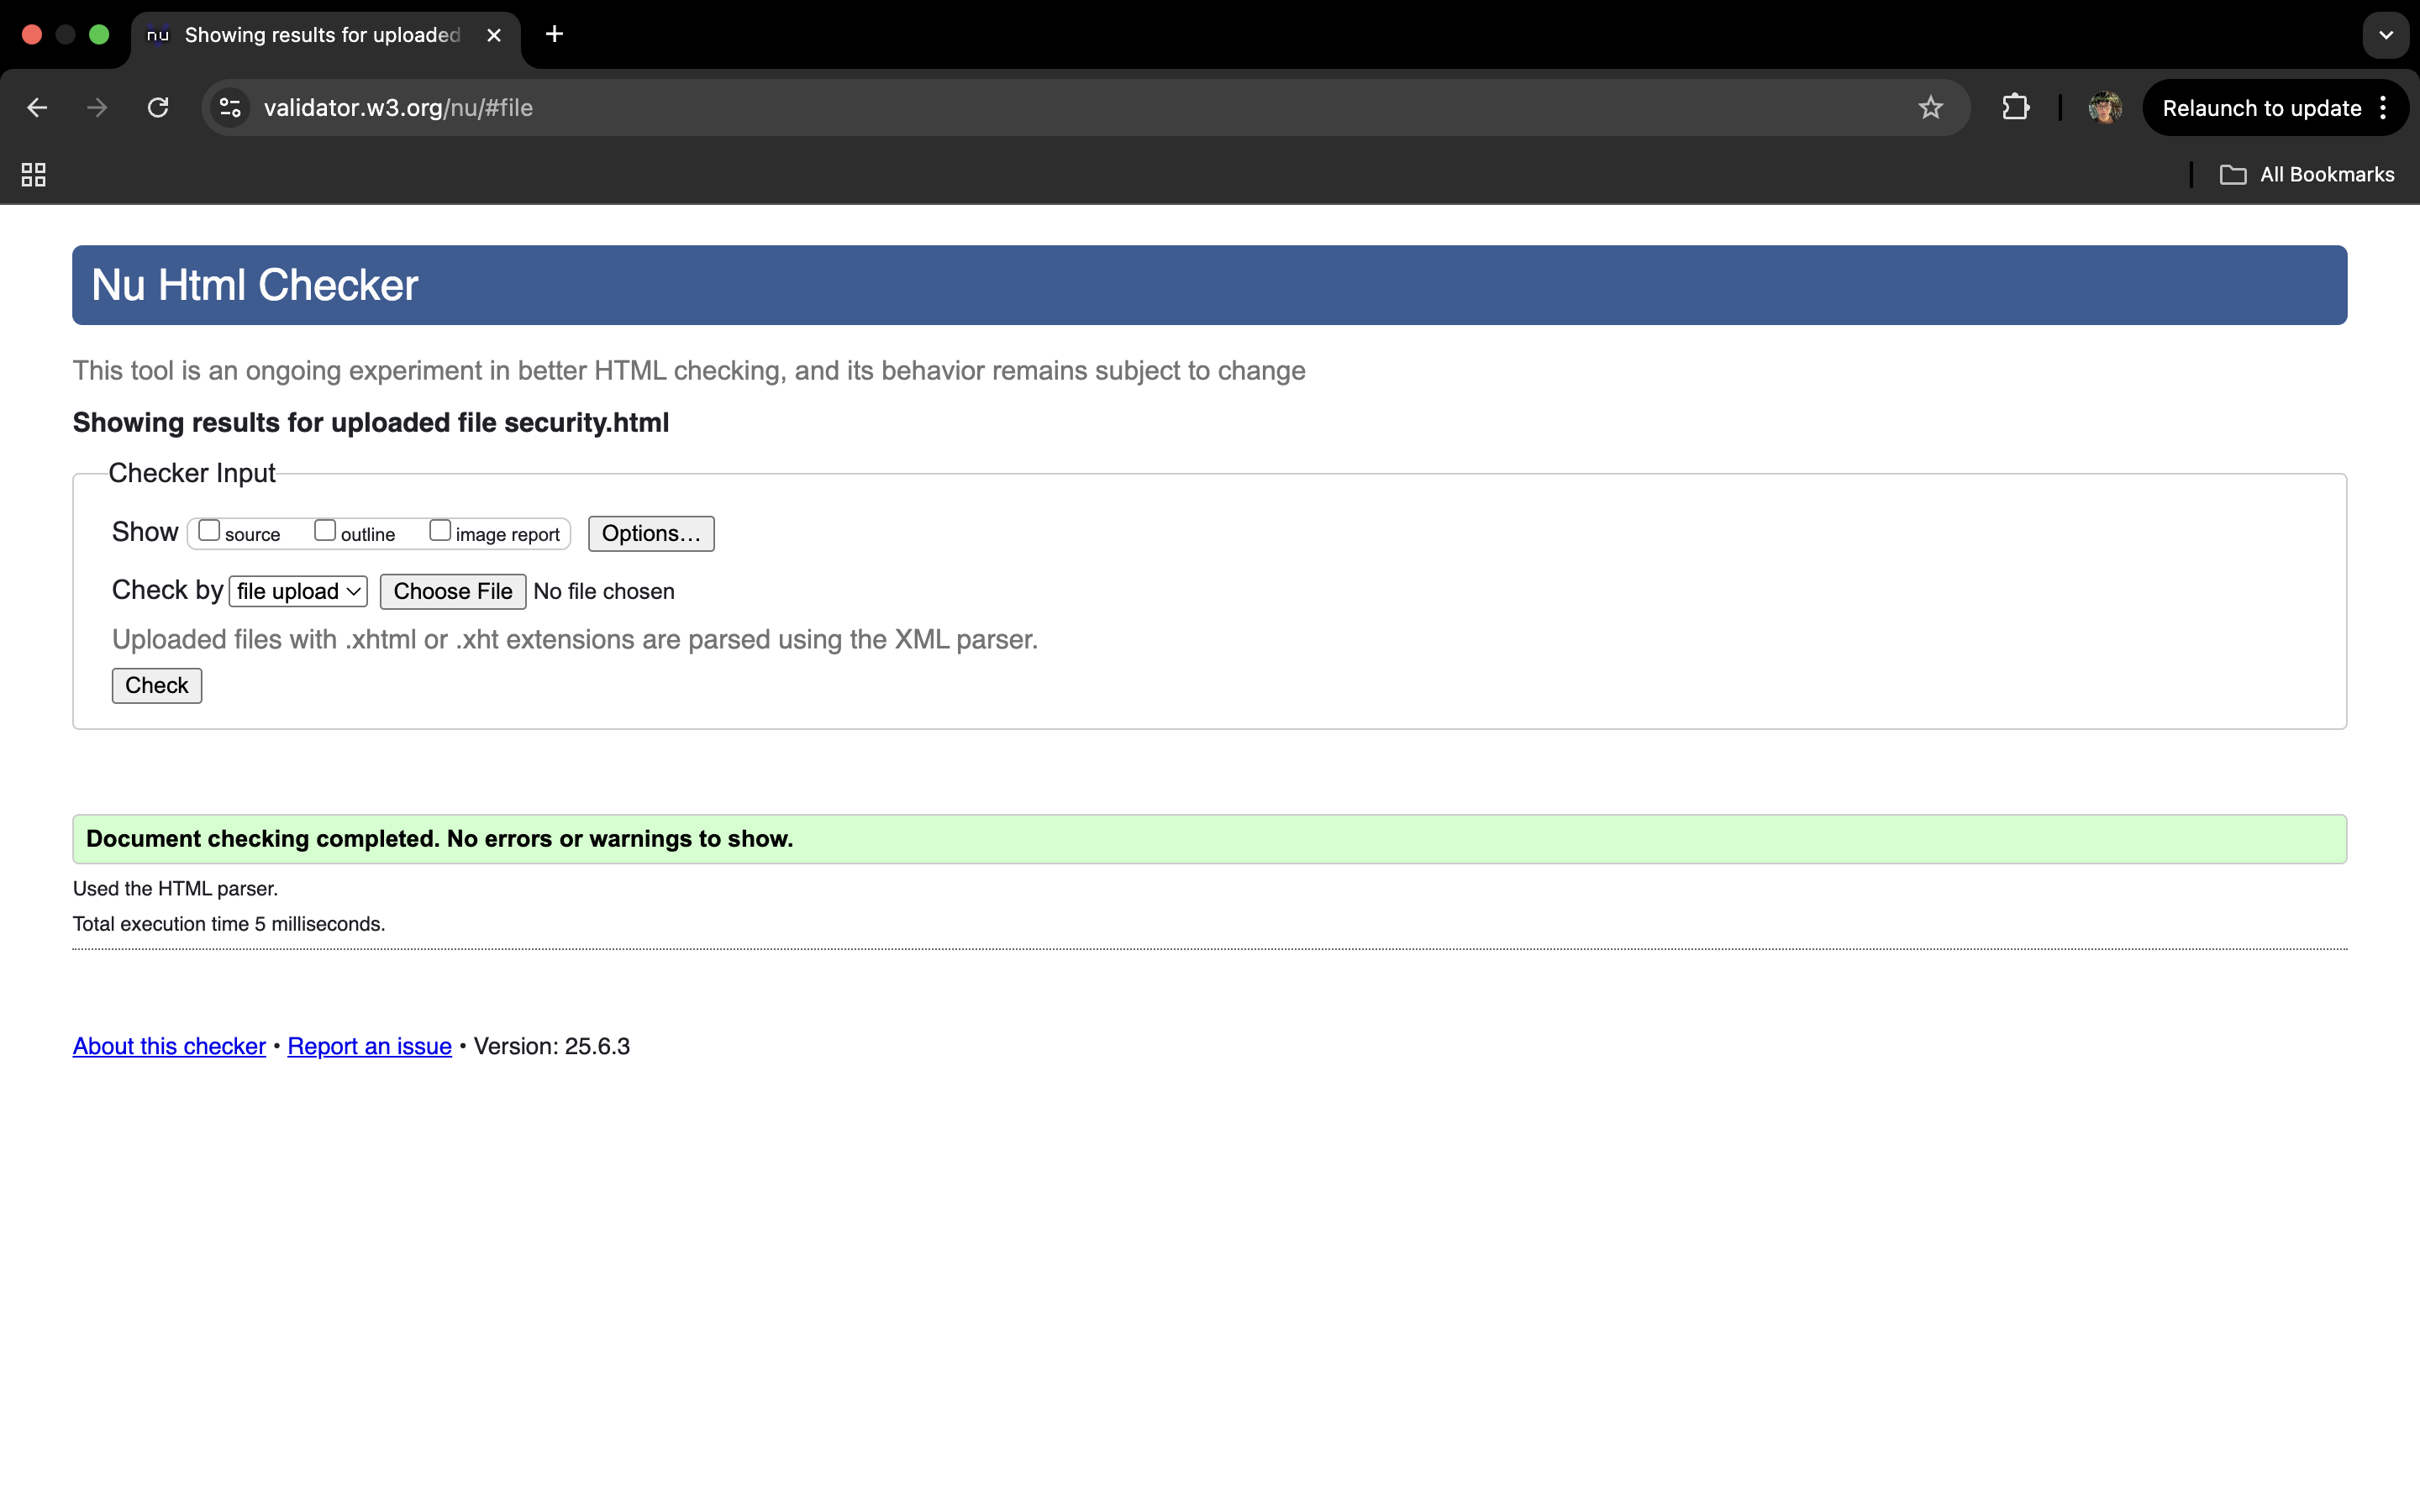 nu Showing results for uploaded
validator.w3.org/nu/#file
Relaunch to update
All Bookmarks
Nu Html Checker
This tool is an ongoing experiment in better HTML checking, and its behavior remains subject to change
Showing results for uploaded file security.html
Checker Input
Show source outline image report Options...
Check by file upload Choose File No file chosen
Uploaded files with .xhtml or .xht extensions are parsed using the XML parser.
Check
Document checking completed. No errors or warnings to show.
Used the HTML parser.
Total execution time 5 milliseconds.
About this checker • Report an issue • Version: 25.6.3